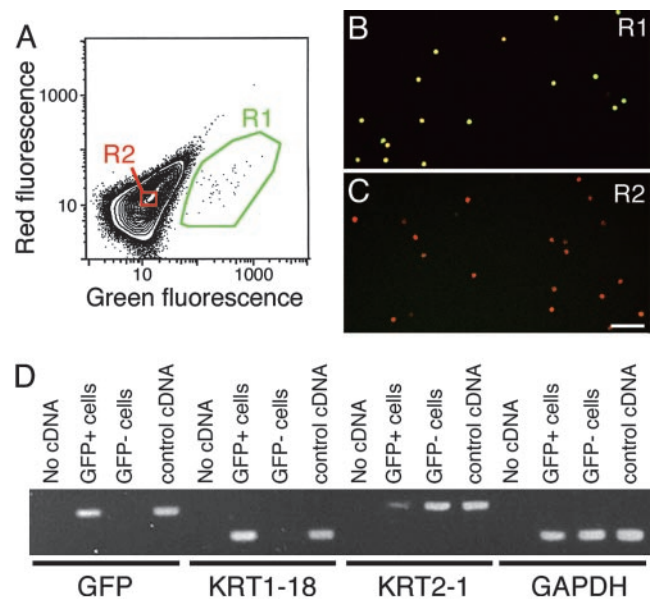 A
R1
R2
1000
10
Red fluorescence
10
1000
Green fluorescence
B
R1
C
R2
D
No cDNA
GFP+ cells
GFP- cells
control cDNA
No cDNA
GFP+ cells
GFP- cells
control cDNA
No cDNA
GFP+ cells
GFP- cells
control cDNA
No cDNA
GFP+ cells
GFP- cells
control cDNA
GFP
KRT1-18
KRT2-1
GAPDH